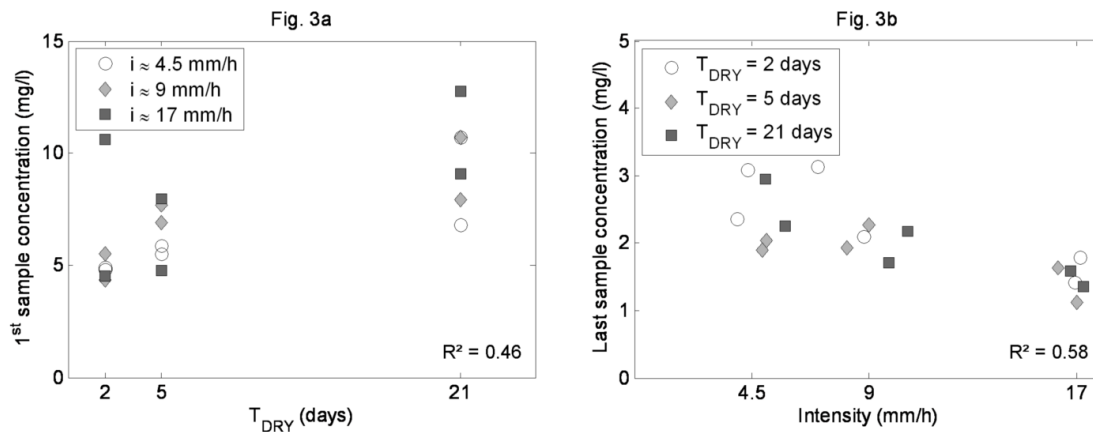 Fig. 3a
15
10
5
0
1st sample concentration (mg/l)
i ≈ 4.5 mm/h
i ≈ 9 mm/h
i ≈ 17 mm/h
R² = 0.46
2 5 21
TDRY (days)
Fig. 3b
5
4
3
2
1
0
Last sample concentration (mg/l)
TDRY = 2 days
TDRY = 5 days
TDRY = 21 days
R² = 0.58
4.5 9 17
Intensity (mm/h)